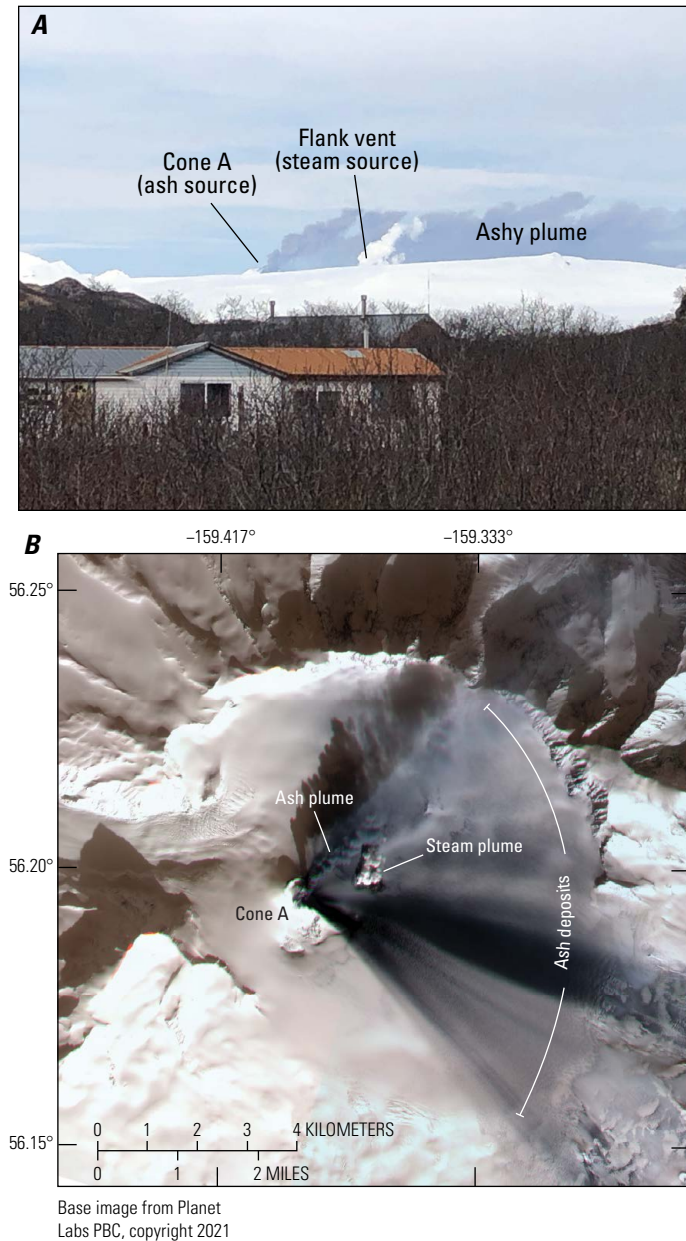 A
Flank vent
(steam source)
Cone A
(ash source)
Ashy plume
B
−159.417°
−159.333°
56.25°
Ash plume
Steam plume
56.20°
Cone A
Ash deposits
0 1 2 3 4 KILOMETERS
56.15°
0 1 2 MILES
Base image from Planet
Labs PBC, copyright 2021